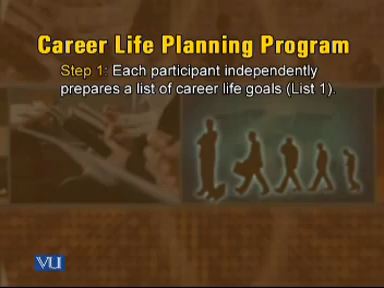 Career Life Planning Program
Step 1: Each participant independently
prepares a list of career life goals (List 1).
VU